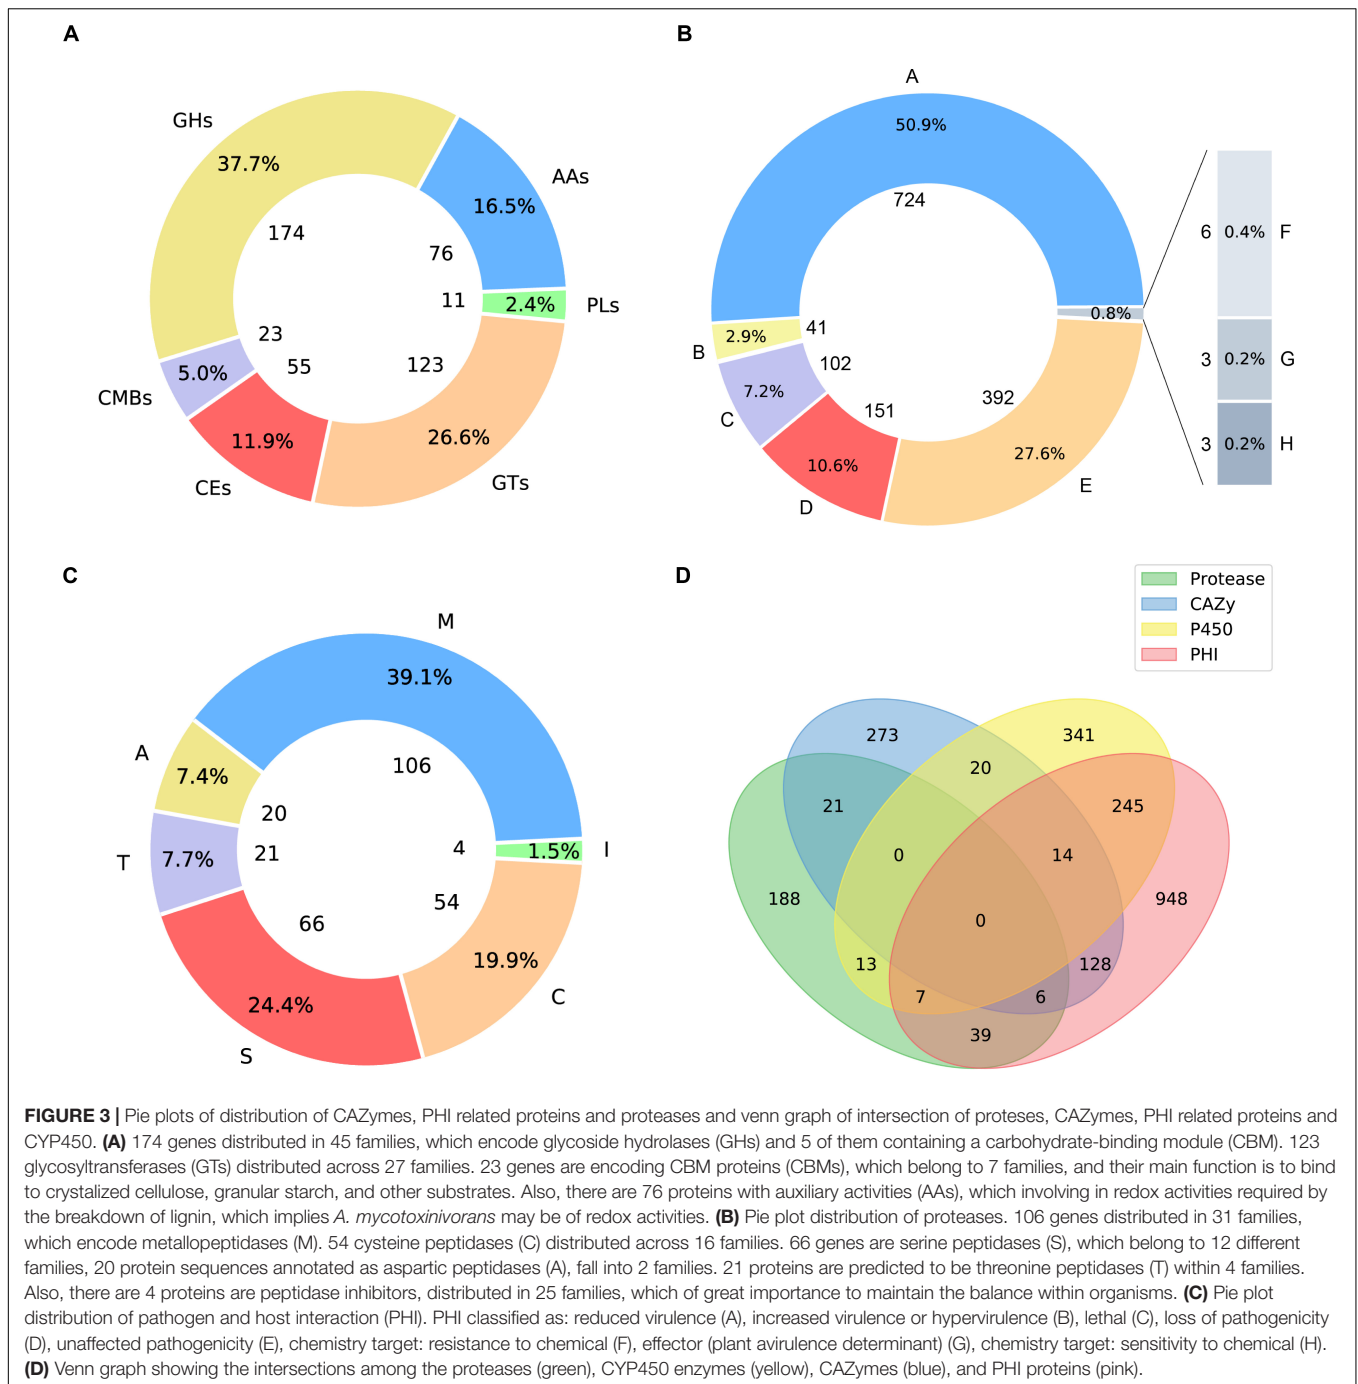 A
GHs
37.7%
174
AAs
16.5%
76
11
2.4%
PLs
23
5.0%
CMBs
55
11.9%
CEs
123
26.6%
GTs
B
A
50.9%
724
0.8%
6 0.4% F
3 0.2% G
3 0.2% H
2.9%
41
B
102
7.2%
C
151
10.6%
D
392
27.6%
E
C
M
39.1%
106
A
7.4%
20
T
7.7%
21
4
1.5%
I
66
24.4%
S
54
19.9%
C
D
Protease
CAZy
P450
PHI
273
341
20
21
245
0
14
188
948
0
13
128
7
6
39
FIGURE 3 | Pie plots of distribution of CAZymes, PHI related proteins and proteases and venn graph of intersection of proteses, CAZymes, PHI related proteins and
CYP450. (A) 174 genes distributed in 45 families, which encode glycoside hydrolases (GHs) and 5 of them containing a carbohydrate-binding module (CBM). 123
glycosyltransferases (GTs) distributed across 27 families. 23 genes are encoding CBM proteins (CBMs), which belong to 7 families, and their main function is to bind
to crystalized cellulose, granular starch, and other substrates. Also, there are 76 proteins with auxiliary activities (AAs), which involving in redox activities required by
the breakdown of lignin, which implies A. mycotoxinivorans may be of redox activities. (B) Pie plot distribution of proteases. 106 genes distributed in 31 families,
which encode metallopeptidases (M). 54 cysteine peptidases (C) distributed across 16 families. 66 genes are serine peptidases (S), which belong to 12 different
families, 20 protein sequences annotated as aspartic peptidases (A), fall into 2 families. 21 proteins are predicted to be threonine peptidases (T) within 4 families.
Also, there are 4 proteins are peptidase inhibitors, distributed in 25 families, which of great importance to maintain the balance within organisms. (C) Pie plot
distribution of pathogen and host interaction (PHI). PHI classified as: reduced virulence (A), increased virulence or hypervirulence (B), lethal (C), loss of pathogenicity
(D), unaffected pathogenicity (E), chemistry target: resistance to chemical (F), effector (plant avirulence determinant) (G), chemistry target: sensitivity to chemical (H).
(D) Venn graph showing the intersections among the proteases (green), CYP450 enzymes (yellow), CAZymes (blue), and PHI proteins (pink).